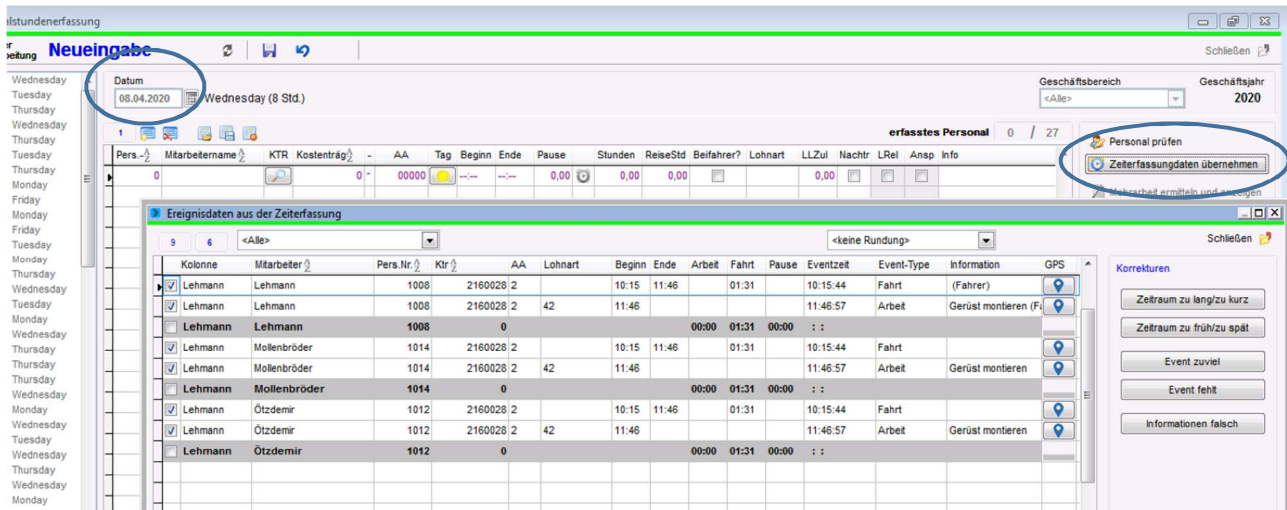 alstundenerfassung
Neueingabe
Schließen
Datum
Geschäftsbereich Geschäftsjahr
08.04.2020 Wednesday (8 Std.) <Alle> 2020
1 erfasstes Personal 0 / 27
Personal prüfen
Pers.- Mitarbeitername KTR Kostenträg - AA Tag Beginn Ende Pause Stunden ReiseStd Beifahrer? Lohnart LLZul Nachtr LRel Ansp Info
Zeiterfassungdaten übernehmen
0 0 - 00000 --:-- --:-- 0,00 0,00 0,00 0,00
Mehrarbeit ermitteln und anzeigen
Wednesday
Tuesday
Thursday
Wednesday
Thursday
Tuesday
Thursday
Monday
Friday
Monday
Friday
Tuesday
Monday
Thursday
Wednesday
Tuesday
Monday
Wednesday
Thursday
Thursday
Thursday
Wednesday
Monday
Wednesday
Tuesday
Wednesday
Thursday
Wednesday
Monday
Ereignisdaten aus der Zeiterfassung
9 6 <Alle> <keine Rundung> Schließen
Kolonne Mitarbeiter Pers.Nr. Ktr AA Lohnart Beginn Ende Arbeit Fahrt Pause Eventzeit Event-Type Information GPS
Lehmann Lehmann 1008 2160028 2 10:15 11:46 01:31 10:15:44 Fahrt (Fahrer)
Lehmann Lehmann 1008 2160028 2 42 11:46 11:46:57 Arbeit Gerüst montieren (Fa
Lehmann Lehmann 1008 0 00:00 01:31 00:00 : :
Lehmann Mollenbröder 1014 2160028 2 10:15 11:46 01:31 10:15:44 Fahrt
Lehmann Mollenbröder 1014 2160028 2 42 11:46 11:46:57 Arbeit Gerüst montieren
Lehmann Mollenbröder 1014 0 00:00 01:31 00:00 : :
Lehmann Ötzdemir 1012 2160028 2 10:15 11:46 01:31 10:15:44 Fahrt
Lehmann Ötzdemir 1012 2160028 2 42 11:46 11:46:57 Arbeit Gerüst montieren
Lehmann Ötzdemir 1012 0 00:00 01:31 00:00 : :
Korrekturen
Zeitraum zu lang/zu kurz
Zeitraum zu früh/zu spät
Event zuviel
Event fehlt
Informationen falsch